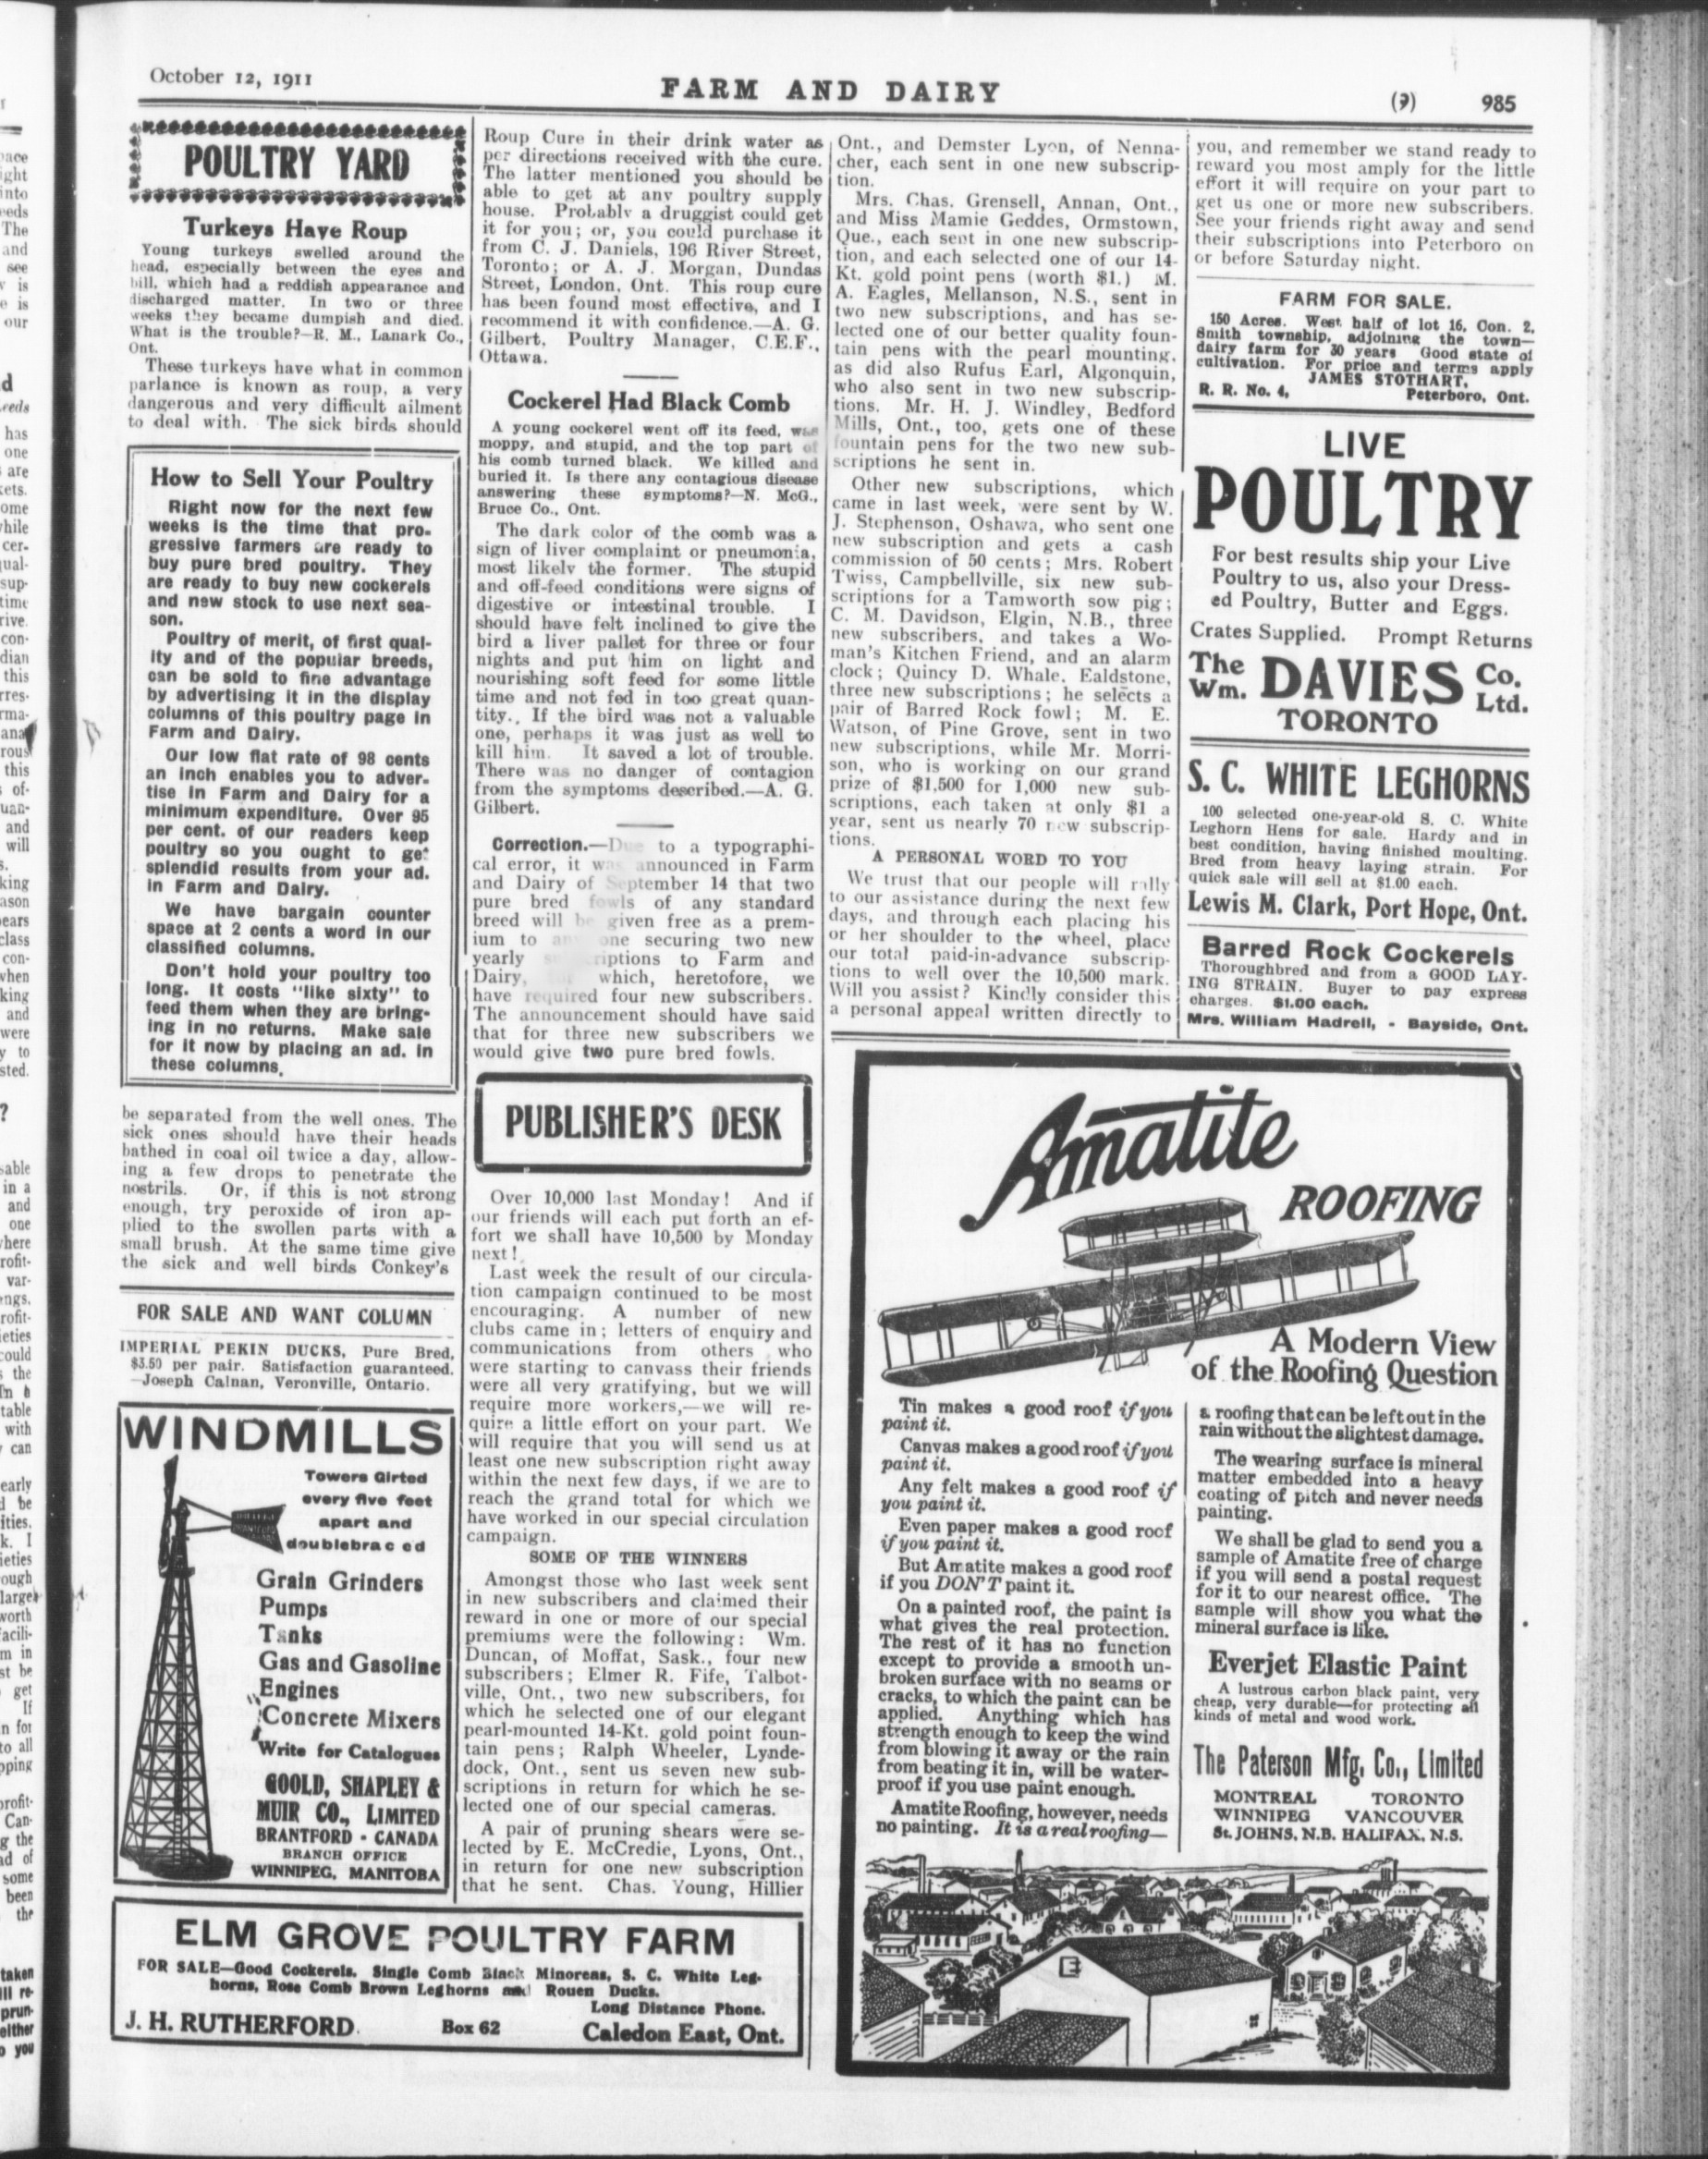 October 12, 1911
FARM AND DAIRY
(9)
985
POULTRY YARD
Turkeys Have Roup
Young turkeys swelled around the
head, especially between the eyes and
bill, which had a reddish appearance and
discharged matter. In two or three
weeks they became dumpish and died.
What is the trouble?—R. M., Lanark Co.,
Ont.
These turkeys have what in common
parlance is known as roup, a very
dangerous and very difficult ailment
to deal with. The sick birds should
How to Sell Your Poultry
Right now for the next few
weeks is the time that pro-
gressive farmers are ready to
buy pure bred poultry. They
are ready to buy new cockerels
and new stock to use next sea-
son.
Poultry of merit, of first qual-
ity and of the popular breeds,
can be sold to fine advantage
by advertising it in the display
columns of this poultry page in
Farm and Dairy.
Our low flat rate of 98 cents
an inch enables you to adver-
tise in Farm and Dairy for a
minimum expenditure. Over 95
per cent. of our readers keep
poultry so you ought to get
splendid results from your ad.
in Farm and Dairy.
We have bargain counter
space at 2 cents a word in our
classified columns.
Don't hold your poultry too
long. It costs "like sixty" to
feed them when they are bring-
ing in no returns. Make sale
for it now by placing an ad. in
these columns.
be separated from the well ones. The
sick ones should have their heads
bathed in coal oil twice a day, allow-
ing a few drops to penetrate the
nostrils. Or, if this is not strong
enough, try peroxide of iron ap-
plied to the swollen parts with a
small brush. At the same time give
the sick and well birds Conkey's
FOR SALE AND WANT COLUMN
IMPERIAL PEKIN DUCKS, Pure Bred,
$3.50 per pair. Satisfaction guaranteed.
—Joseph Calnan, Veronville, Ontario.
WINDMILLS
Towers Girted
every five feet
apart and
doublebraced
Grain Grinders
Pumps
Tanks
Gas and Gasoline
Engines
Concrete Mixers
Write for Catalogues
GOOLD, SHAPLEY &
MUIR CO., LIMITED
BRANTFORD - CANADA
BRANCH OFFICE
WINNIPEG, MANITOBA
ELM GROVE POULTRY FARM
FOR SALE—Good Cockerels, Single Comb Black Minorcas, S. C. White Leg-
horns, Rose Comb Brown Leghorns and Rouen Ducks.
Long Distance Phone.
J. H. RUTHERFORD. Box 62 Caledon East, Ont.
Roup Cure in their drink water as
per directions received with the cure.
The latter mentioned you should be
able to get at any poultry supply
house. Probably a druggist could get
it for you; or, you could purchase it
from C. J. Daniels, 196 River Street,
Toronto; or A. J. Morgan, Dundas
Street, London, Ont. This roup cure
has been found most effective, and I
recommend it with confidence.—A. G.
Gilbert, Poultry Manager, C.E.F.,
Ottawa.
Cockerel Had Black Comb
A young cockerel went off its feed, was
moppy, and stupid, and the top part of
his comb turned black. We killed and
buried it. Is there any contagious disease
answering these symptoms?—N. McG.,
Bruce Co., Ont.
The dark color of the comb was a
sign of liver complaint or pneumonia,
most likely the former. The stupid
and off-feed conditions were signs of
digestive or intestinal trouble. I
should have felt inclined to give the
bird a liver pallet for three or four
nights and put him on light and
nourishing soft feed for some little
time and not fed in too great quan-
tity. If the bird was not a valuable
one, perhaps it was just as well to
kill him. It saved a lot of trouble.
There was no danger of contagion
from the symptoms described.—A. G.
Gilbert.
Correction.—Due to a typographi-
cal error, it was announced in Farm
and Dairy of September 14 that two
pure bred fowls of any standard
breed will be given free as a prem-
ium to any one securing two new
yearly subscriptions to Farm and
Dairy, for which, heretofore, we
have required four new subscribers.
The announcement should have said
that for three new subscribers we
would give two pure bred fowls.
PUBLISHER'S DESK
Over 10,000 last Monday! And if
our friends will each put forth an ef-
fort we shall have 10,500 by Monday
next!
Last week the result of our circula-
tion campaign continued to be most
encouraging. A number of new
clubs came in; letters of enquiry and
communications from others who
were starting to canvass their friends
were all very gratifying, but we will
require more workers,—we will re-
quire a little effort on your part. We
will require that you will send us at
least one new subscription right away
within the next few days, if we are to
reach the grand total for which we
have worked in our special circulation
campaign.
SOME OF THE WINNERS
Amongst those who last week sent
in new subscribers and claimed their
reward in one or more of our special
premiums were the following: Wm.
Duncan, of Moffat, Sask., four new
subscribers; Elmer R. Fife, Talbot-
ville, Ont., two new subscribers, for
which he selected one of our elegant
pearl-mounted 14-Kt. gold point foun-
tain pens; Ralph Wheeler, Lynde-
dock, Ont., sent us seven new sub-
scriptions in return for which he se-
lected one of our special cameras.
A pair of pruning shears were se-
lected by E. McCredie, Lyons, Ont.,
in return for one new subscription
that he sent. Chas. Young, Hillier
Ont., and Demster Lyon, of Nenna-
cher, each sent in one new subscrip-
tion.
Mrs. Chas. Grensell, Annan, Ont.,
and Miss Mamie Geddes, Ormstown,
Que., each sent in one new subscrip-
tion, and each selected one of our 14-
Kt. gold point pens (worth $1.) M.
A. Eagles, Mellanson, N.S., sent in
two new subscriptions, and has se-
lected one of our better quality foun-
tain pens with the pearl mounting,
as did also Rufus Earl, Algonquin,
who also sent in two new subscrip-
tions. Mr. H. J. Windley, Bedford
Mills, Ont., too, gets one of these
fountain pens for the two new sub-
scriptions he sent in.
Other new subscriptions, which
came in last week, were sent by W.
J. Stephenson, Oshawa, who sent one
new subscription and gets a cash
commission of 50 cents; Mrs. Robert
Twiss, Campbellville, six new sub-
scriptions for a Tamworth sow pig;
C. M. Davidson, Elgin, N.B., three
new subscribers, and takes a Wo-
man's Kitchen Friend, and an alarm
clock; Quincy D. Whale, Ealdstone,
three new subscriptions; he selects a
pair of Barred Rock fowl; M. E.
Watson, of Pine Grove, sent in two
new subscriptions, while Mr. Morri-
son, who is working on our grand
prize of $1,500 for 1,000 new sub-
scriptions, each taken at only $1 a
year, sent us nearly 70 new subscrip-
tions.
A PERSONAL WORD TO YOU
We trust that our people will rally
to our assistance during the next few
days, and through each placing his
or her shoulder to the wheel, place
our total paid-in-advance subscrip-
tions to well over the 10,500 mark.
Will you assist? Kindly consider this
a personal appeal written directly to
you, and remember we stand ready to
reward you most amply for the little
effort it will require on your part to
get us one or more new subscribers.
See your friends right away and send
their subscriptions into Peterboro on
or before Saturday night.
FARM FOR SALE.
150 Acres. West half of lot 16, Con. 2,
Smith township, adjoining the town—
dairy farm for 30 years Good state of
cultivation. For price and terms apply
JAMES STOTHART,
R. R. No. 4, Peterboro, Ont.
LIVE
POULTRY
For best results ship your Live
Poultry to us, also your Dress-
ed Poultry, Butter and Eggs.
Crates Supplied. Prompt Returns
The Wm. DAVIES Co. Ltd.
TORONTO
S. C. WHITE LEGHORNS
100 selected one-year-old S. C. White
Leghorn Hens for sale. Hardy and in
best condition, having finished moulting.
Bred from heavy laying strain. For
quick sale will sell at $1.00 each.
Lewis M. Clark, Port Hope, Ont.
Barred Rock Cockerels
Thoroughbred and from a GOOD LAY-
ING STRAIN. Buyer to pay express
charges. $1.00 each.
Mrs. William Hadrell, - Bayside, Ont.
Amatite
ROOFING
A Modern View
of the Roofing Question
Tin makes a good roof if you
paint it.
Canvas makes a good roof if you
paint it.
Any felt makes a good roof if
you paint it.
Even paper makes a good roof
if you paint it.
But Amatite makes a good roof
if you DON'T paint it.
On a painted roof, the paint is
what gives the real protection.
The rest of it has no function
except to provide a smooth un-
broken surface with no seams or
cracks, to which the paint can be
applied. Anything which has
strength enough to keep the wind
from blowing it away or the rain
from beating it in, will be water-
proof if you use paint enough.
Amatite Roofing, however, needs
no painting. It is a real roofing—
a roofing that can be left out in the
rain without the slightest damage.
The wearing surface is mineral
matter embedded into a heavy
coating of pitch and never needs
painting.
We shall be glad to send you a
sample of Amatite free of charge
if you will send a postal request
for it to our nearest office. The
sample will show you what the
mineral surface is like.
Everjet Elastic Paint
A lustrous carbon black paint, very
cheap, very durable—for protecting all
kinds of metal and wood work.
The Paterson Mfg. Co., Limited
MONTREAL TORONTO
WINNIPEG VANCOUVER
St. JOHNS, N.B. HALIFAX, N.S.